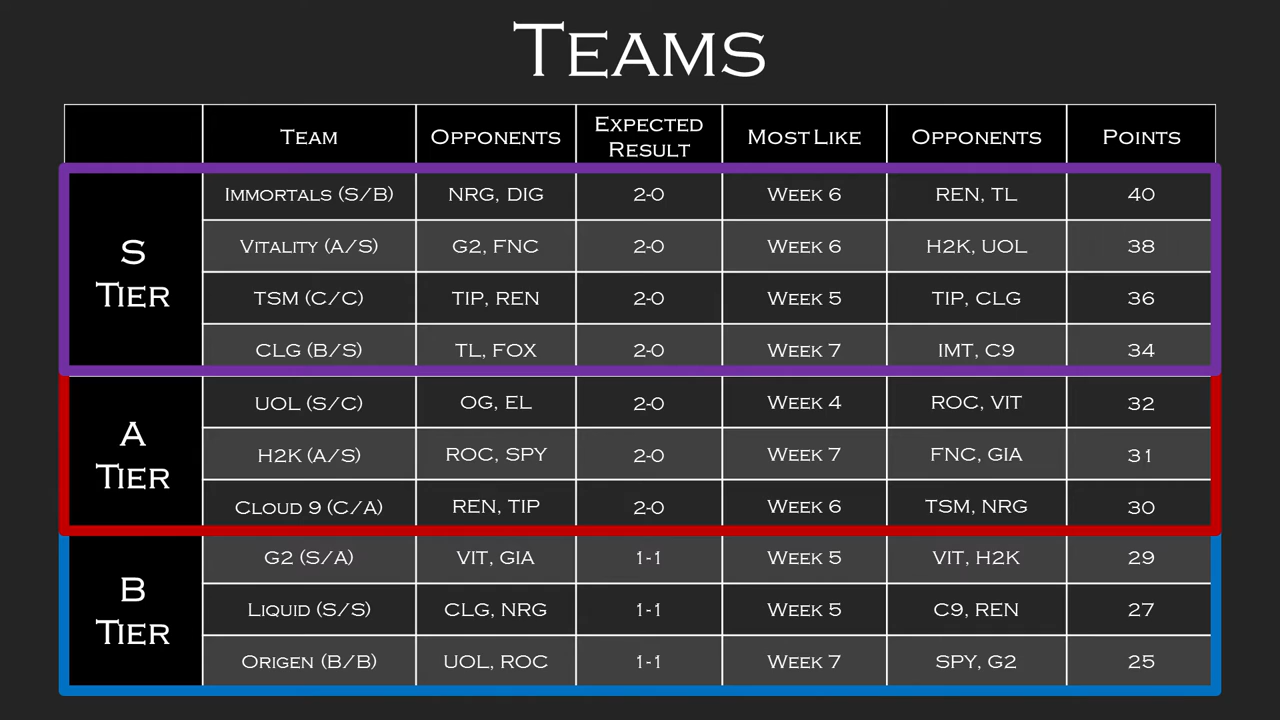 Teams
Team Opponents Expected Result Most Like Opponents Points
S Tier
Immortals (S/B) NRG, DIG 2-0 Week 6 REN, TL 40
Vitality (A/S) G2, FNC 2-0 Week 6 H2K, UOL 38
TSM (C/C) TIP, REN 2-0 Week 5 TIP, CLG 36
CLG (B/S) TL, FOX 2-0 Week 7 IMT, C9 34
A Tier
UOL (S/C) OG, EL 2-0 Week 4 ROC, VIT 32
H2K (A/S) ROC, SPY 2-0 Week 7 FNC, GIA 31
Cloud 9 (C/A) REN, TIP 2-0 Week 6 TSM, NRG 30
B Tier
G2 (S/A) VIT, GIA 1-1 Week 5 VIT, H2K 29
Liquid (S/S) CLG, NRG 1-1 Week 5 C9, REN 27
Origen (B/B) UOL, ROC 1-1 Week 7 SPY, G2 25